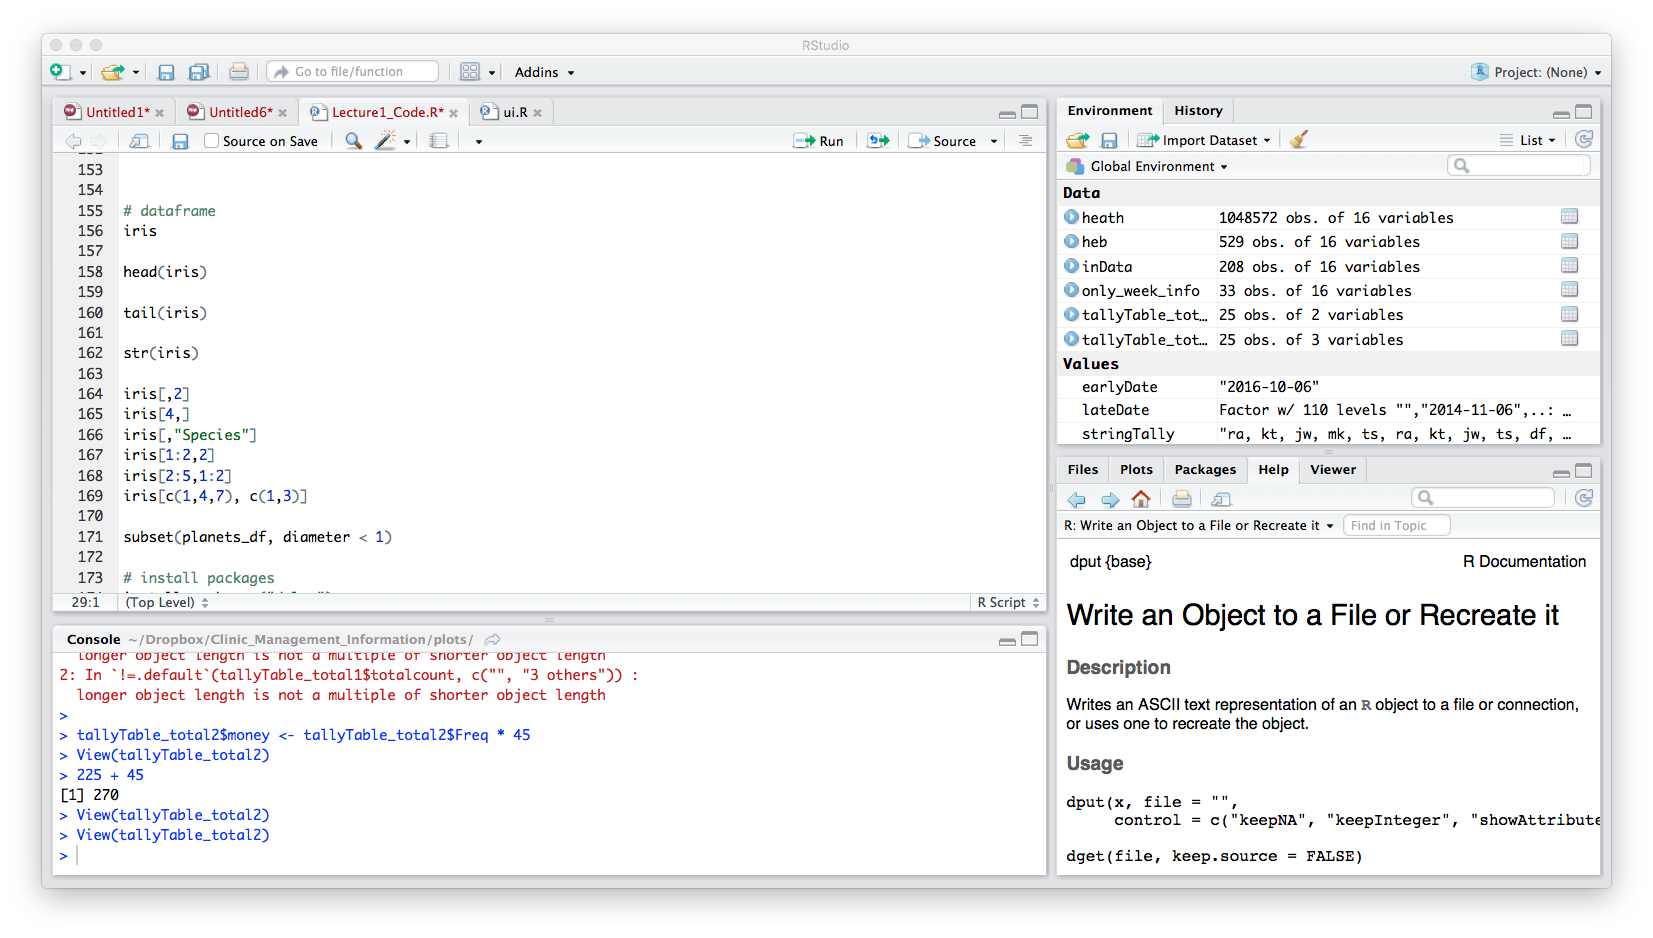 RStudio
Go to file/function
Addins
Project: (None)
Untitled1*
Untitled6*
Lecture1_Code.R*
ui.R
Source on Save
Run
Source
153
154
155 # dataframe
156 iris
157
158 head(iris)
159
160 tail(iris)
161
162 str(iris)
163
164 iris[,2]
165 iris[4,]
166 iris[,"Species"]
167 iris[1:2,2]
168 iris[2:5,1:2]
169 iris[c(1,4,7), c(1,3)]
170
171 subset(planets_df, diameter < 1)
172
173 # install packages
29:1 (Top Level) R Script
Console ~/Dropbox/Clinic_Management_Information/plots/
longer object length is not a multiple of shorter object length
2: In `!=.default`(tallyTable_total1$totalcount, c("", "3 others")) :
longer object length is not a multiple of shorter object length
>
> tallyTable_total2$money <- tallyTable_total2$Freq * 45
> View(tallyTable_total2)
> 225 + 45
[1] 270
> View(tallyTable_total2)
> View(tallyTable_total2)
>
Environment History
Import Dataset
List
Global Environment
Data
heath 1048572 obs. of 16 variables
heb 529 obs. of 16 variables
inData 208 obs. of 16 variables
only_week_info 33 obs. of 16 variables
tallyTable_tot… 25 obs. of 2 variables
tallyTable_tot… 25 obs. of 3 variables
Values
earlyDate "2016-10-06"
lateDate Factor w/ 110 levels "","2014-11-06",..: …
stringTally "ra, kt, jw, mk, ts, ra, kt, jw, ts, df, …
Files Plots Packages Help Viewer
R: Write an Object to a File or Recreate it
Find in Topic
dput {base} R Documentation
Write an Object to a File or Recreate it
Description
Writes an ASCII text representation of an R object to a file or connection,
or uses one to recreate the object.
Usage
dput(x, file = "",
control = c("keepNA", "keepInteger", "showAttribute
dget(file, keep.source = FALSE)